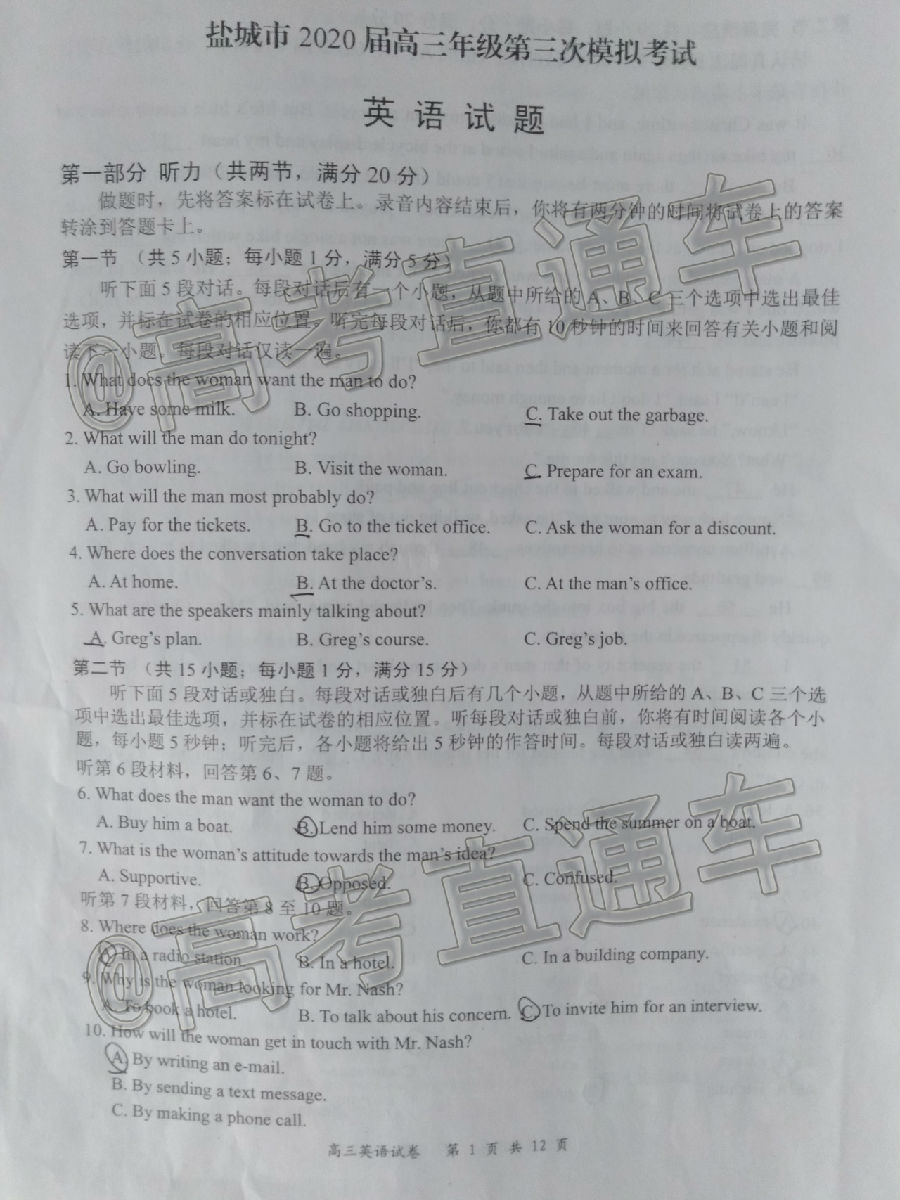 盐城市 2020 届高三年级第三次模拟考试
英 语 试 题
第一部分 听力（共两节，满分 20 分）
做题时，先将答案标在试卷上。录音内容结束后，你将有两分钟的时间将试卷上的答案
转涂到答题卡上。
第一节 （共 5 小题；每小题 1 分，满分 5 分）
听下面 5 段对话。每段对话后有一个小题，从题中所给的 A、B、C 三个选项中选出最佳
选项，并标在试卷的相应位置。听完每段对话后，你都有 10 秒钟的时间来回答有关小题和阅
读下一小题。每段对话仅读一遍。
1. What does the woman want the man to do?
A. Have some milk. B. Go shopping. C. Take out the garbage.
2. What will the man do tonight?
A. Go bowling. B. Visit the woman. C. Prepare for an exam.
3. What will the man most probably do?
A. Pay for the tickets. B. Go to the ticket office. C. Ask the woman for a discount.
4. Where does the conversation take place?
A. At home. B. At the doctor's. C. At the man's office.
5. What are the speakers mainly talking about?
A. Greg's plan. B. Greg's course. C. Greg's job.
第二节 （共 15 小题；每小题 1 分，满分 15 分）
听下面 5 段对话或独白。每段对话或独白后有几个小题，从题中所给的 A、B、C 三个选
项中选出最佳选项，并标在试卷的相应位置。听每段对话或独白前，你将有时间阅读各个小
题，每小题 5 秒钟；听完后，各小题将给出 5 秒钟的作答时间。每段对话或独白读两遍。
听第 6 段材料，回答第 6、7 题。
6. What does the man want the woman to do?
A. Buy him a boat. B. Lend him some money. C. Spend the summer on a boat.
7. What is the woman's attitude towards the man's idea?
A. Supportive. B. Opposed. C. Confused.
听第 7 段材料，回答第 8 至 10 题。
8. Where does the woman work?
A. In a radio station B. In a hotel. C. In a building company.
9. Why is the woman looking for Mr. Nash?
A. To book a hotel. B. To talk about his concern. C. To invite him for an interview.
10. How will the woman get in touch with Mr. Nash?
A. By writing an e-mail.
B. By sending a text message.
C. By making a phone call.
高三英语试卷 第 1 页 共 12 页
@高考直通车
@高考直通车